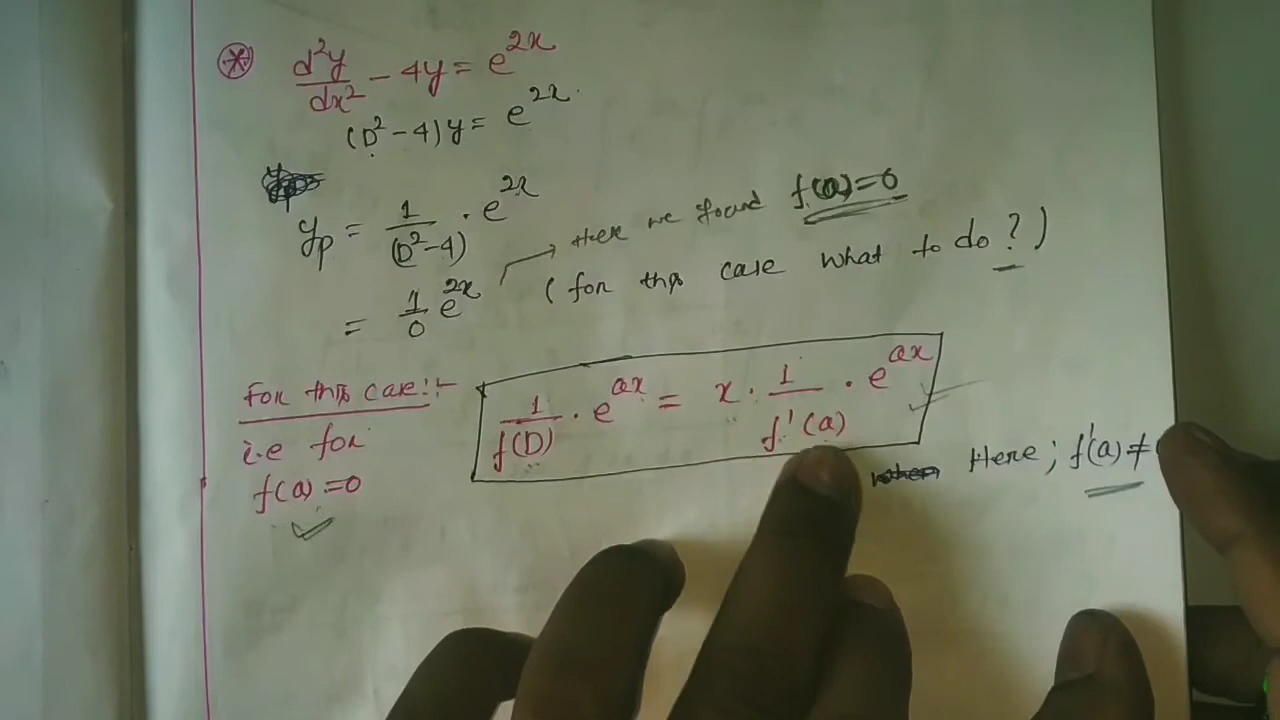 * d²y/dx² - 4y = e^{2x}
(D² - 4)y = e^{2x}
y_p = 1/(D² - 4) · e^{2x}
→ Here we found f(a) = 0
(for this case what to do?)
= 1/0 e^{2x}
For this case:-
i.e for
f(a) = 0
1/f(D) · e^{ax} = x · 1/f'(a) · e^{ax}
Here; f'(a) ≠